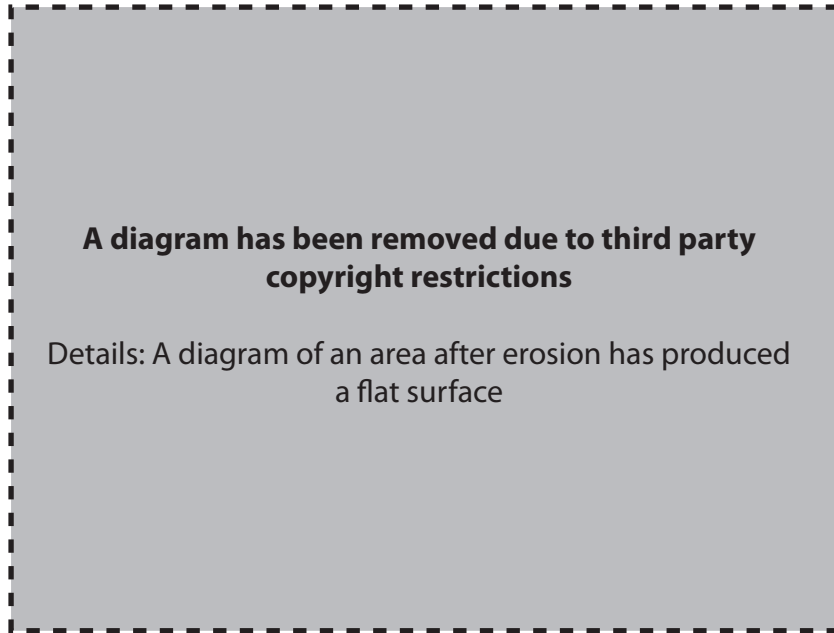 A diagram has been removed due to third party
copyright restrictions
Details: A diagram of an area after erosion has produced
a flat surface